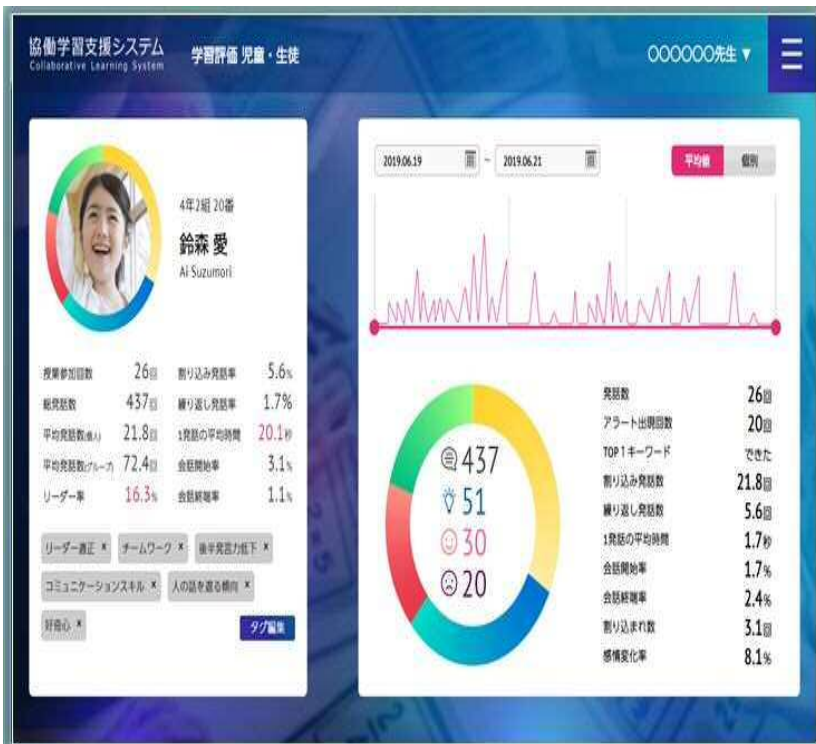 協働学習支援システム
Collaborative Learning System
学習評価 児童・生徒
〇〇〇〇〇〇先生 ▼
4年2組 20番
鈴森 愛
Ai Suzumori
授業参加回数 26回
総発話数 437回
平均発話数(個人) 21.8回
平均発話数(グループ) 72.4回
リーダー率 16.3%
割り込み発話率 5.6%
繰り返し発話率 1.7%
1発話の平均時間 20.1秒
会話開始率 3.1%
会話終端率 1.1%
リーダー適正 × チームワーク × 後半発言力低下 ×
コミュニケーションスキル × 人の話を遮る傾向 ×
好奇心 ×
タグ編集
2019.06.19 ~ 2019.06.21
平均値 個別
437
51
30
20
発話数 26回
アラート出現回数 20回
TOP 1 キーワード できた
割り込み発話数 21.8回
繰り返し発話数 5.6回
1発話の平均時間 1.7秒
会話開始率 1.7%
会話終端率 2.4%
割り込まれ数 3.1回
感情変化率 8.1%